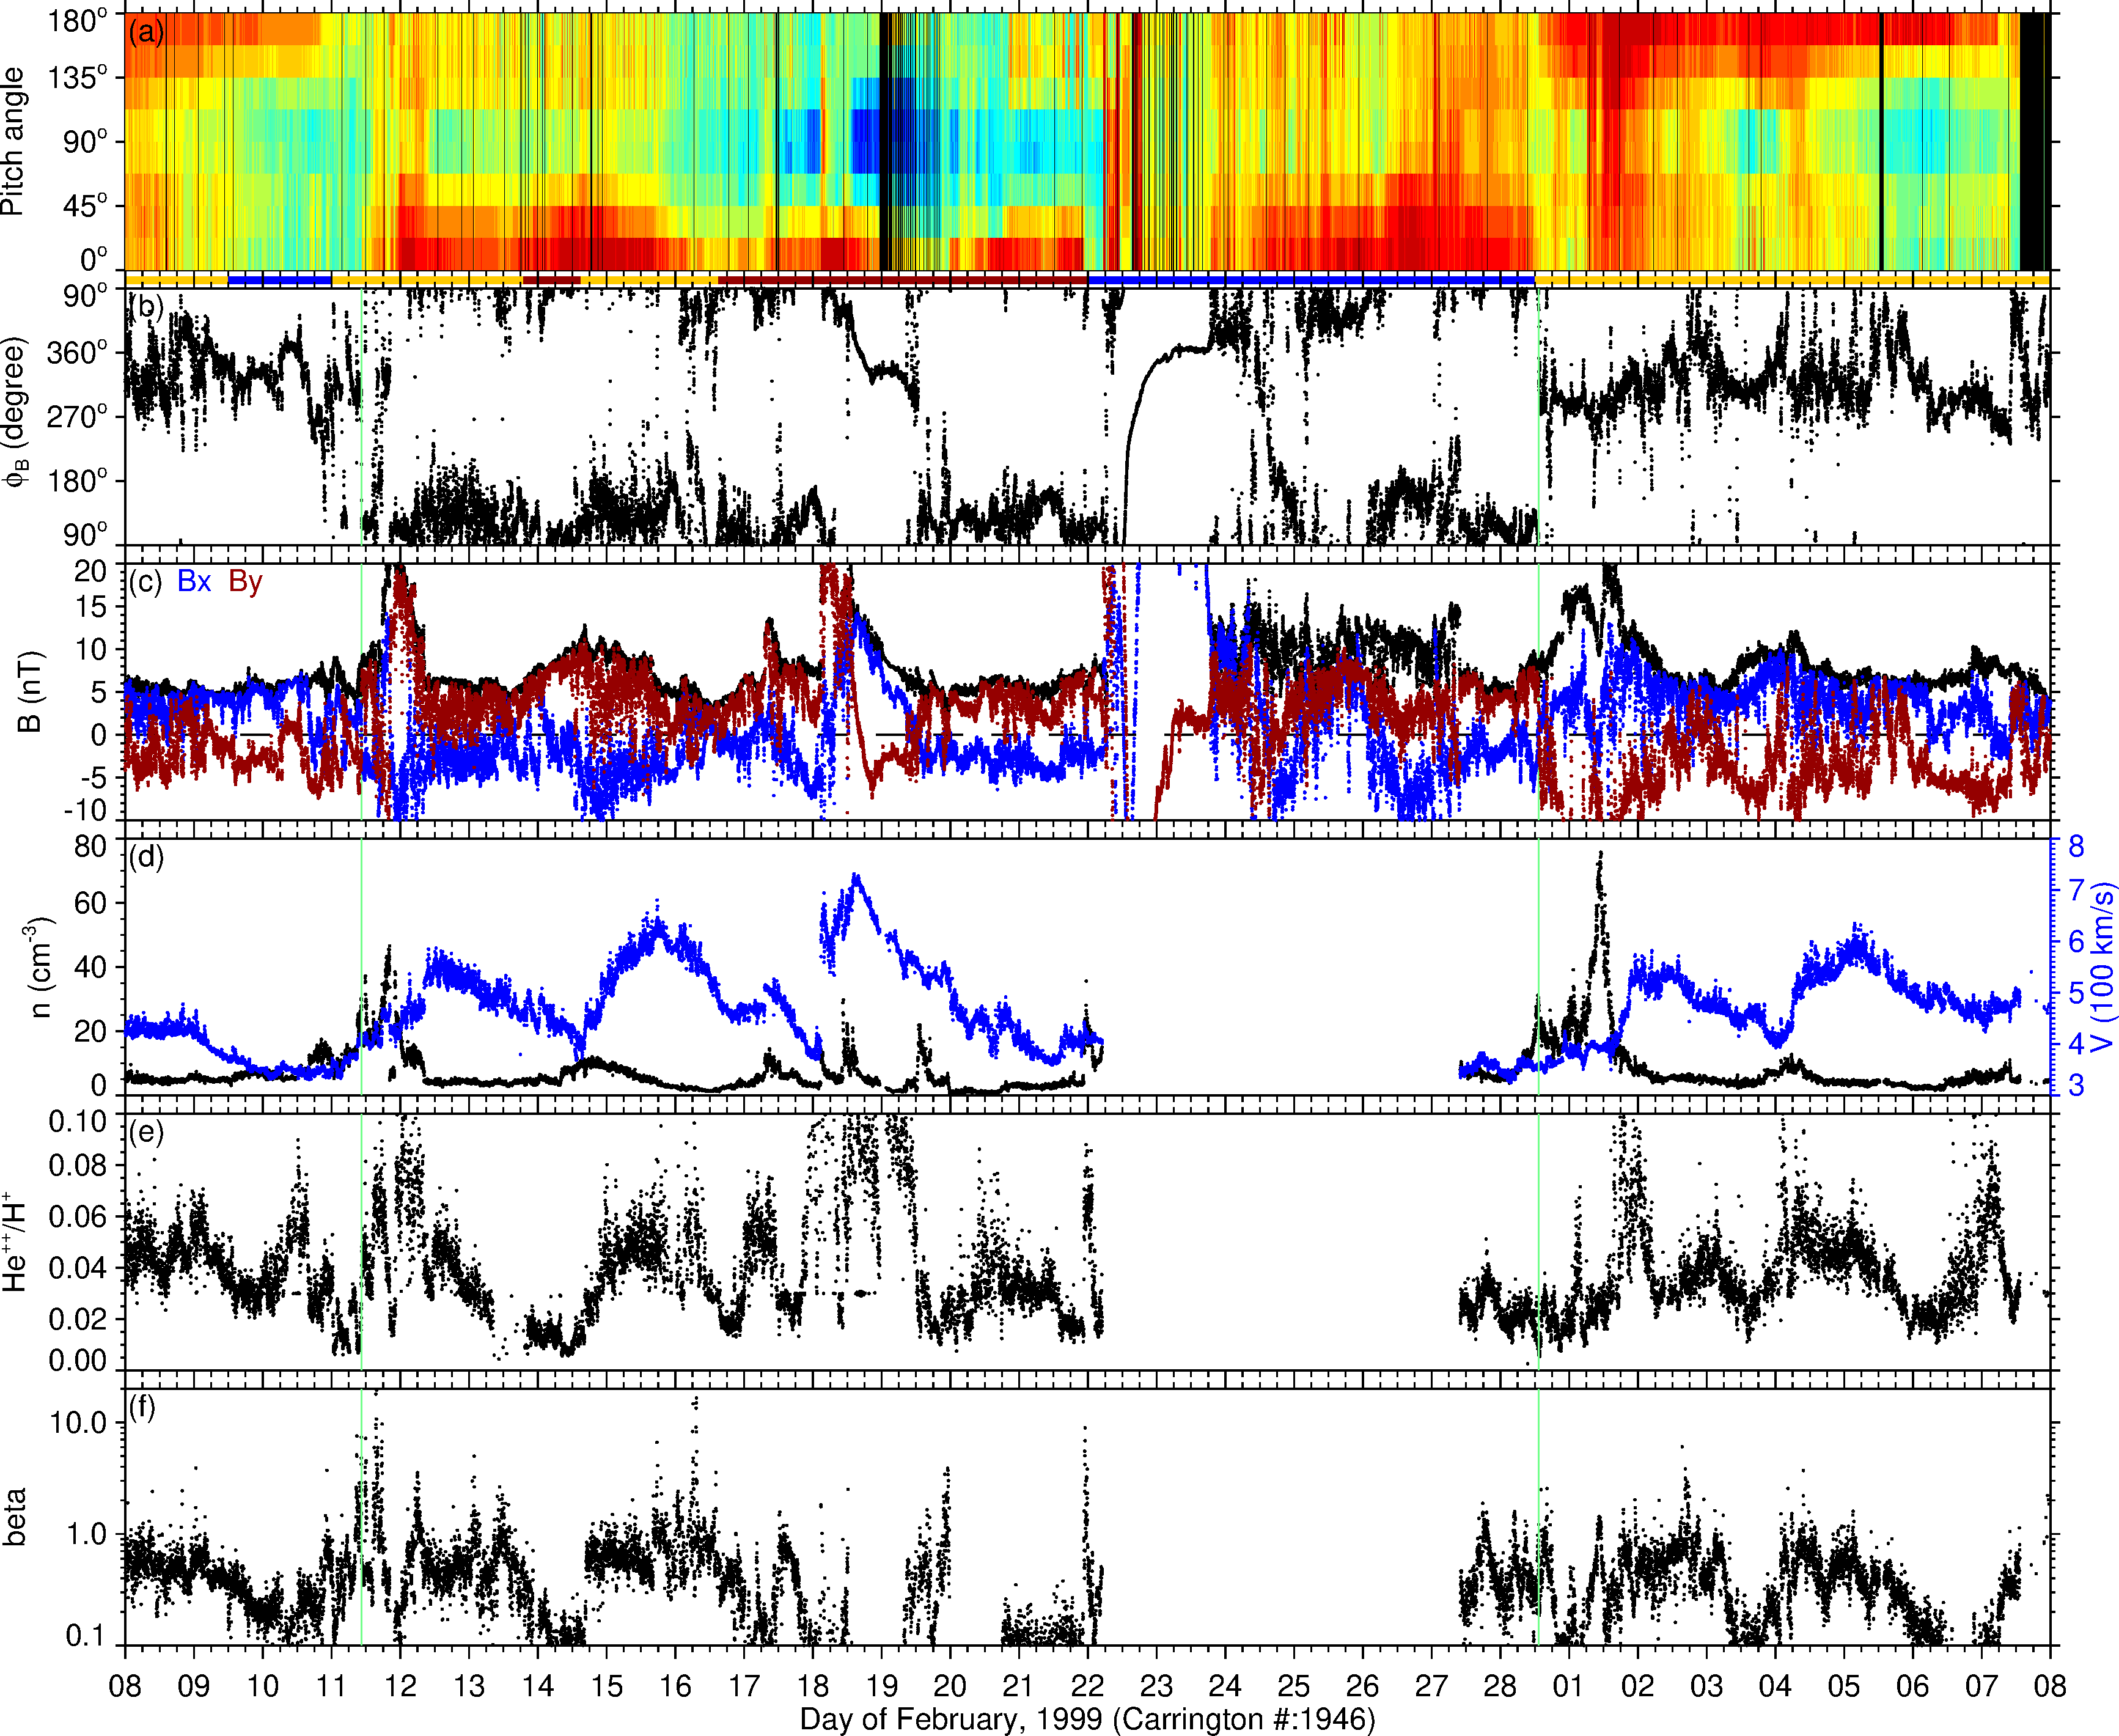 (a)
Pitch angle
180°
135°
90°
45°
0°
(b)
ϕB (degree)
90°
360°
270°
180°
90°
(c) Bx By
B (nT)
20
15
10
5
0
-5
-10
(d)
n (cm-3)
80
60
40
20
0
8
7
6
5
4
3
V (100 km/s)
(e)
He++/H+
0.10
0.08
0.06
0.04
0.02
0.00
(f)
beta
10.0
1.0
0.1
08 09 10 11 12 13 14 15 16 17 18 19 20 21 22 23 24 25 26 27 28 01 02 03 04 05 06 07 08
Day of February, 1999 (Carrington #:1946)